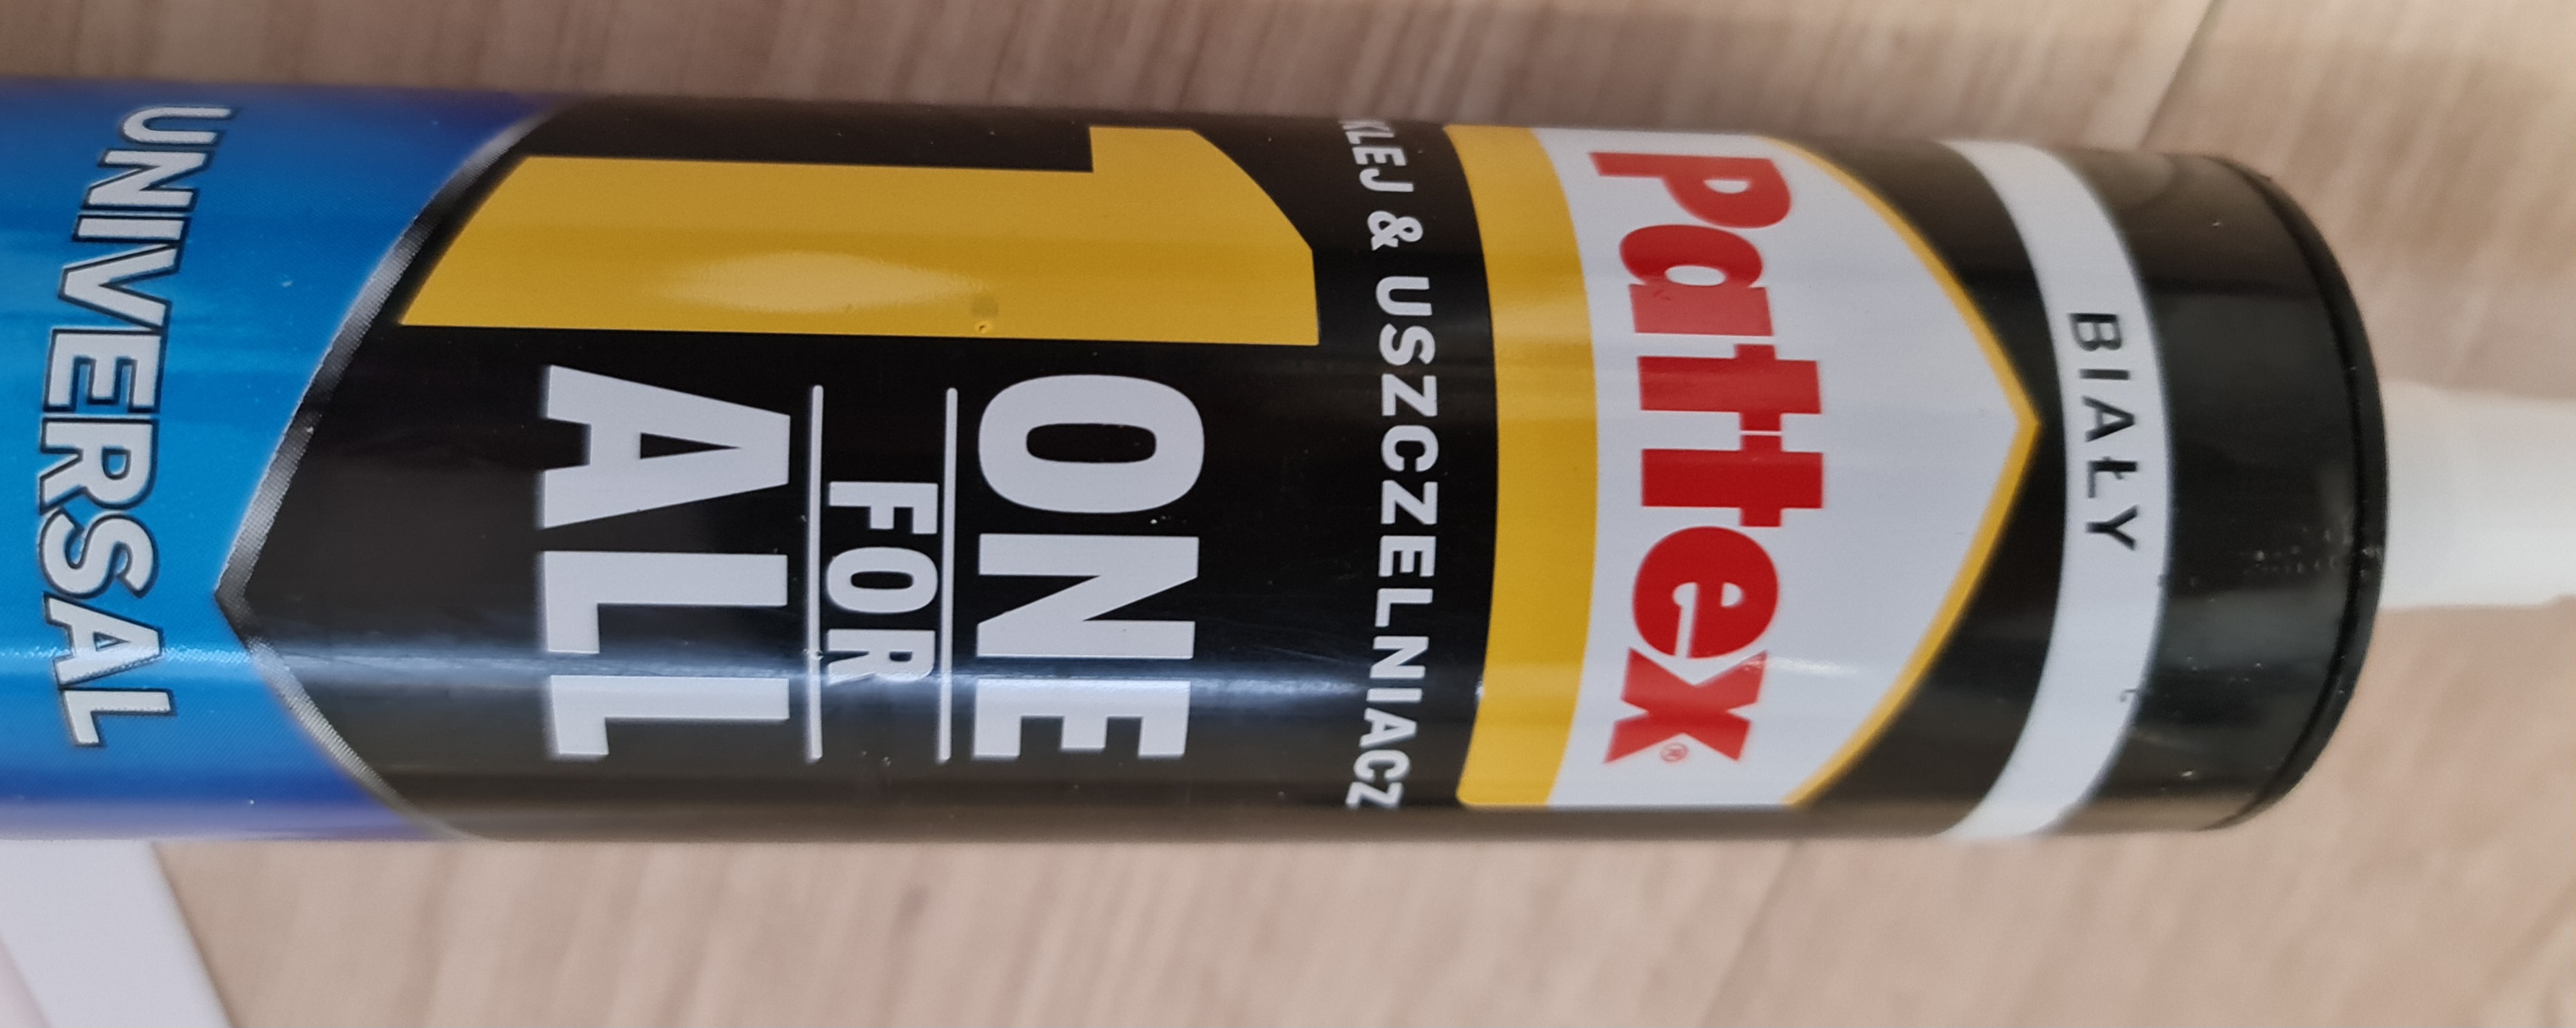 BIAŁY
Pattex®
KLEJ & USZCZELNIACZ
1
ONE
FOR
ALL
UNIVERSAL